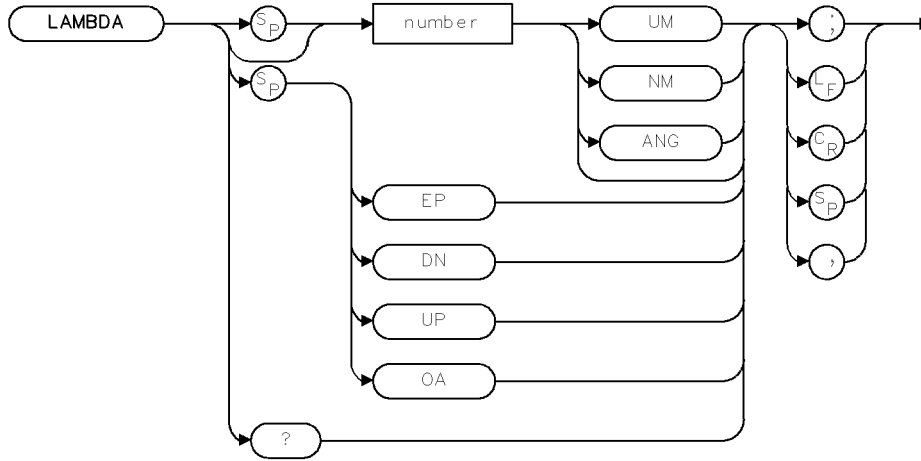 LAMBDA SP number UM ;
NM LF
SP
ANG CR
EP SP
DN ,
UP
OA
?